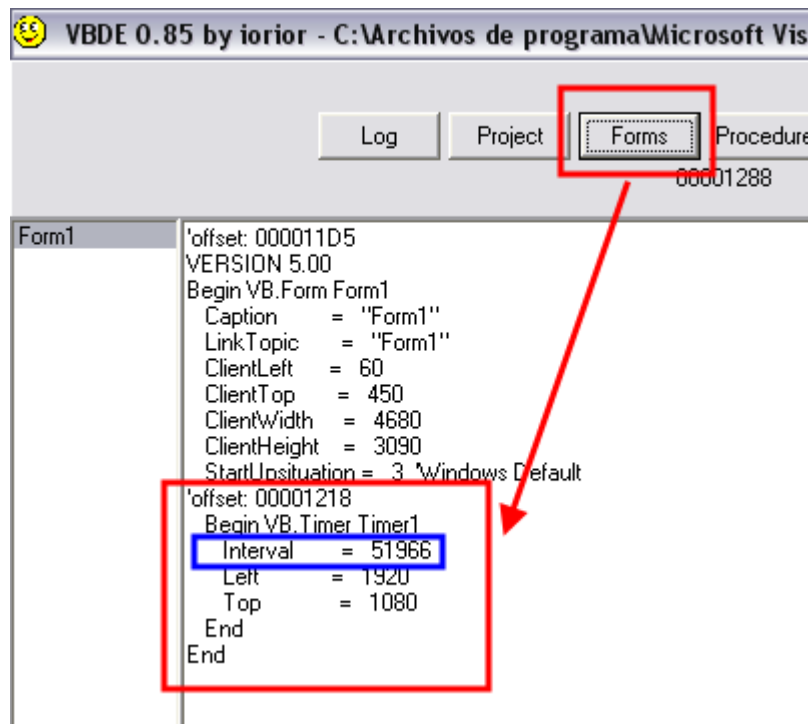 VBDE 0.85 by iorior - C:\Archivos de programa\Microsoft Vis
Log Project Forms Procedure
00001288
Form1
'offset: 000011D5
VERSION 5.00
Begin VB.Form Form1
Caption = "Form1"
LinkTopic = "Form1"
ClientLeft = 60
ClientTop = 450
ClientWidth = 4680
ClientHeight = 3090
StartUpsituation = 3 'Windows Default
'offset: 00001218
Begin VB.Timer Timer1
Interval = 51966
Left = 1920
Top = 1080
End
End